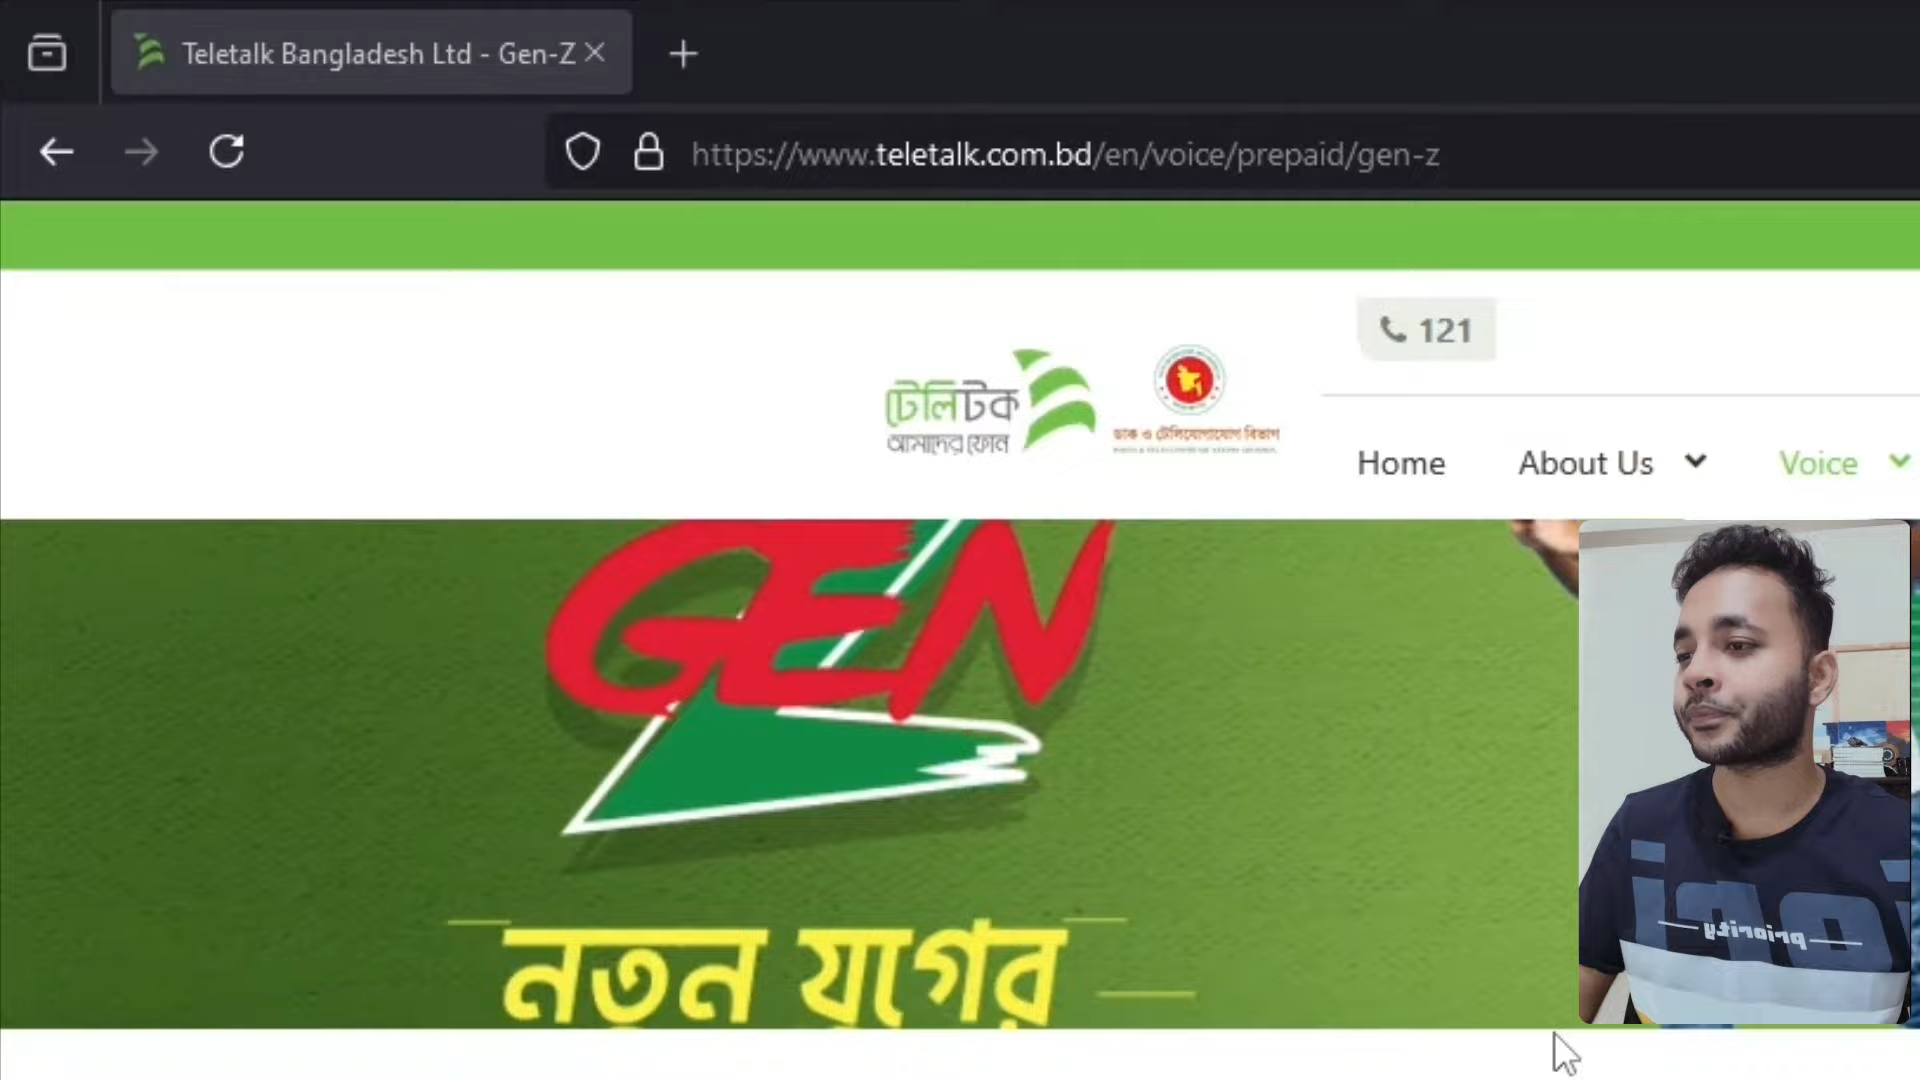 Teletalk Bangladesh Ltd - Gen-Z
https://www.teletalk.com.bd/en/voice/prepaid/gen-z
121
টেলিটক
আমাদের ফোন
ডাক ও টেলিযোগাযোগ বিভাগ
Home
About Us
Voice
GEN
নতুন যুগের
priority